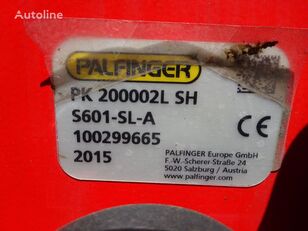 Autoline
PALFINGER
PK 200002L SH
S601-SL-A
100299665
2015
CE
PALFINGER Europe GmbH
F.-W.-Scherer-Straße 24
5020 Salzburg / Austria
www.palfinger.com